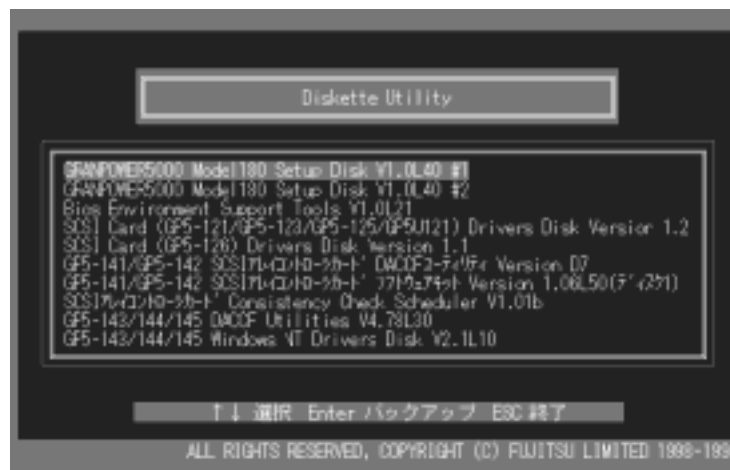 Diskette Utility
GRANPOWER5000 Model180 Setup Disk V1.0L40 #1
GRANPOWER5000 Model180 Setup Disk V1.0L40 #2
Bios Environment Support Tools V1.0L21
SCSI Card (GP5-121/GP5-123/GP5-125/GP5U121) Drivers Disk Version 1.2
SCSI Card (GP5-126) Drivers Disk Version 1.1
GP5-141/GP5-142 SCSIｱﾚｲｺﾝﾄﾛｰﾗｶｰﾄﾞ DACCFﾕｰﾃｨﾘﾃｨ Version D7
GP5-141/GP5-142 SCSIｱﾚｲｺﾝﾄﾛｰﾗｶｰﾄﾞ ｿﾌﾄｳｪｱｷｯﾄ Version 1.06L50(ﾃﾞｨｽｸ1)
SCSIｱﾚｲｺﾝﾄﾛｰﾗｶｰﾄﾞ Consistency Check Scheduler V1.01b
GP5-143/144/145 DACCF Utilities V4.78L30
GP5-143/144/145 Windows NT Drivers Disk V2.1L10
↑↓ 選択 Enter バックアップ ESC 終了
ALL RIGHTS RESERVED, COPYRIGHT (C) FUJITSU LIMITED 1998-199